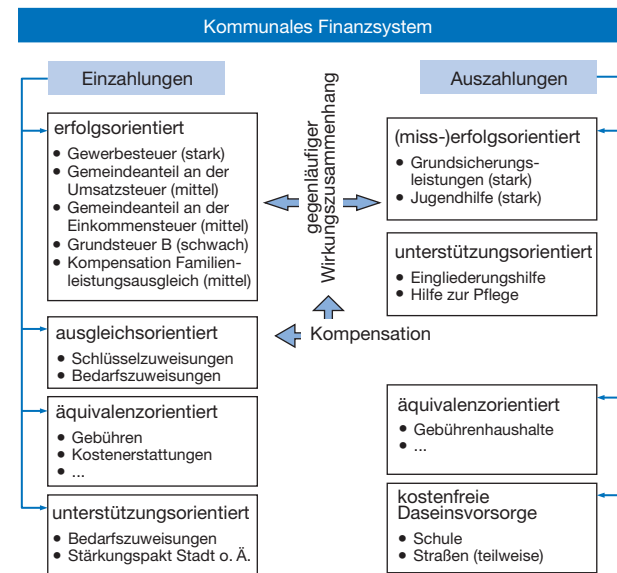 Kommunales Finanzsystem
Einzahlungen
erfolgsorientiert
• Gewerbesteuer (stark)
• Gemeindeanteil an der
Umsatzsteuer (mittel)
• Gemeindeanteil an der
Einkommensteuer (mittel)
• Grundsteuer B (schwach)
• Kompensation Familien-
leistungsausgleich (mittel)
ausgleichsorientiert
• Schlüsselzuweisungen
• Bedarfszuweisungen
äquivalenzorientiert
• Gebühren
• Kostenerstattungen
• ...
unterstützungsorientiert
• Bedarfszuweisungen
• Stärkungspakt Stadt o. Ä.
gegenläufiger
Wirkungszusammenhang
Kompensation
Auszahlungen
(miss-)erfolgsorientiert
• Grundsicherungs-
leistungen (stark)
• Jugendhilfe (stark)
unterstützungsorientiert
• Eingliederungshilfe
• Hilfe zur Pflege
äquivalenzorientiert
• Gebührenhaushalte
• ...
kostenfreie
Daseinsvorsorge
• Schule
• Straßen (teilweise)